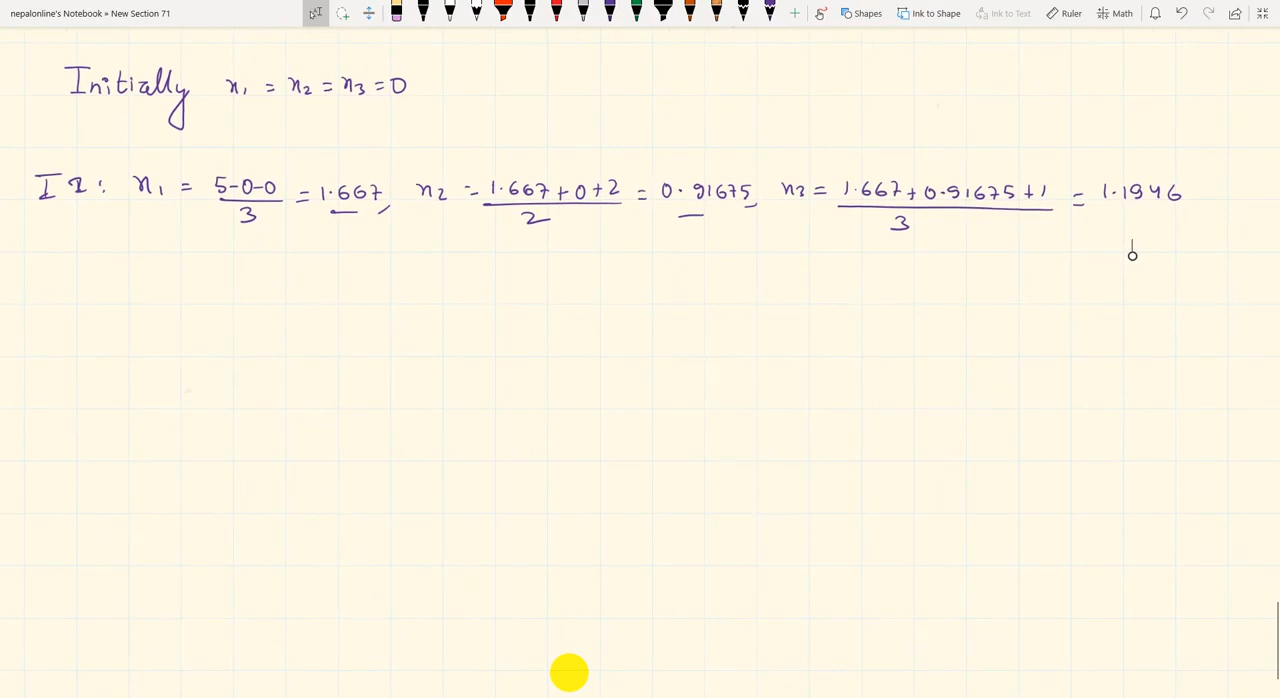 nepalonline's Notebook » New Section 71
Shapes Ink to Shape Ink to Text Ruler Math
Initially x₁ = x₂ = x₃ = 0
I 1: x₁ = (5-0-0)/3 = 1.667, x₂ = (1.667+0+2)/2 = 0.91675, x₃ = (1.667+0.91675+1)/3 = 1.1946